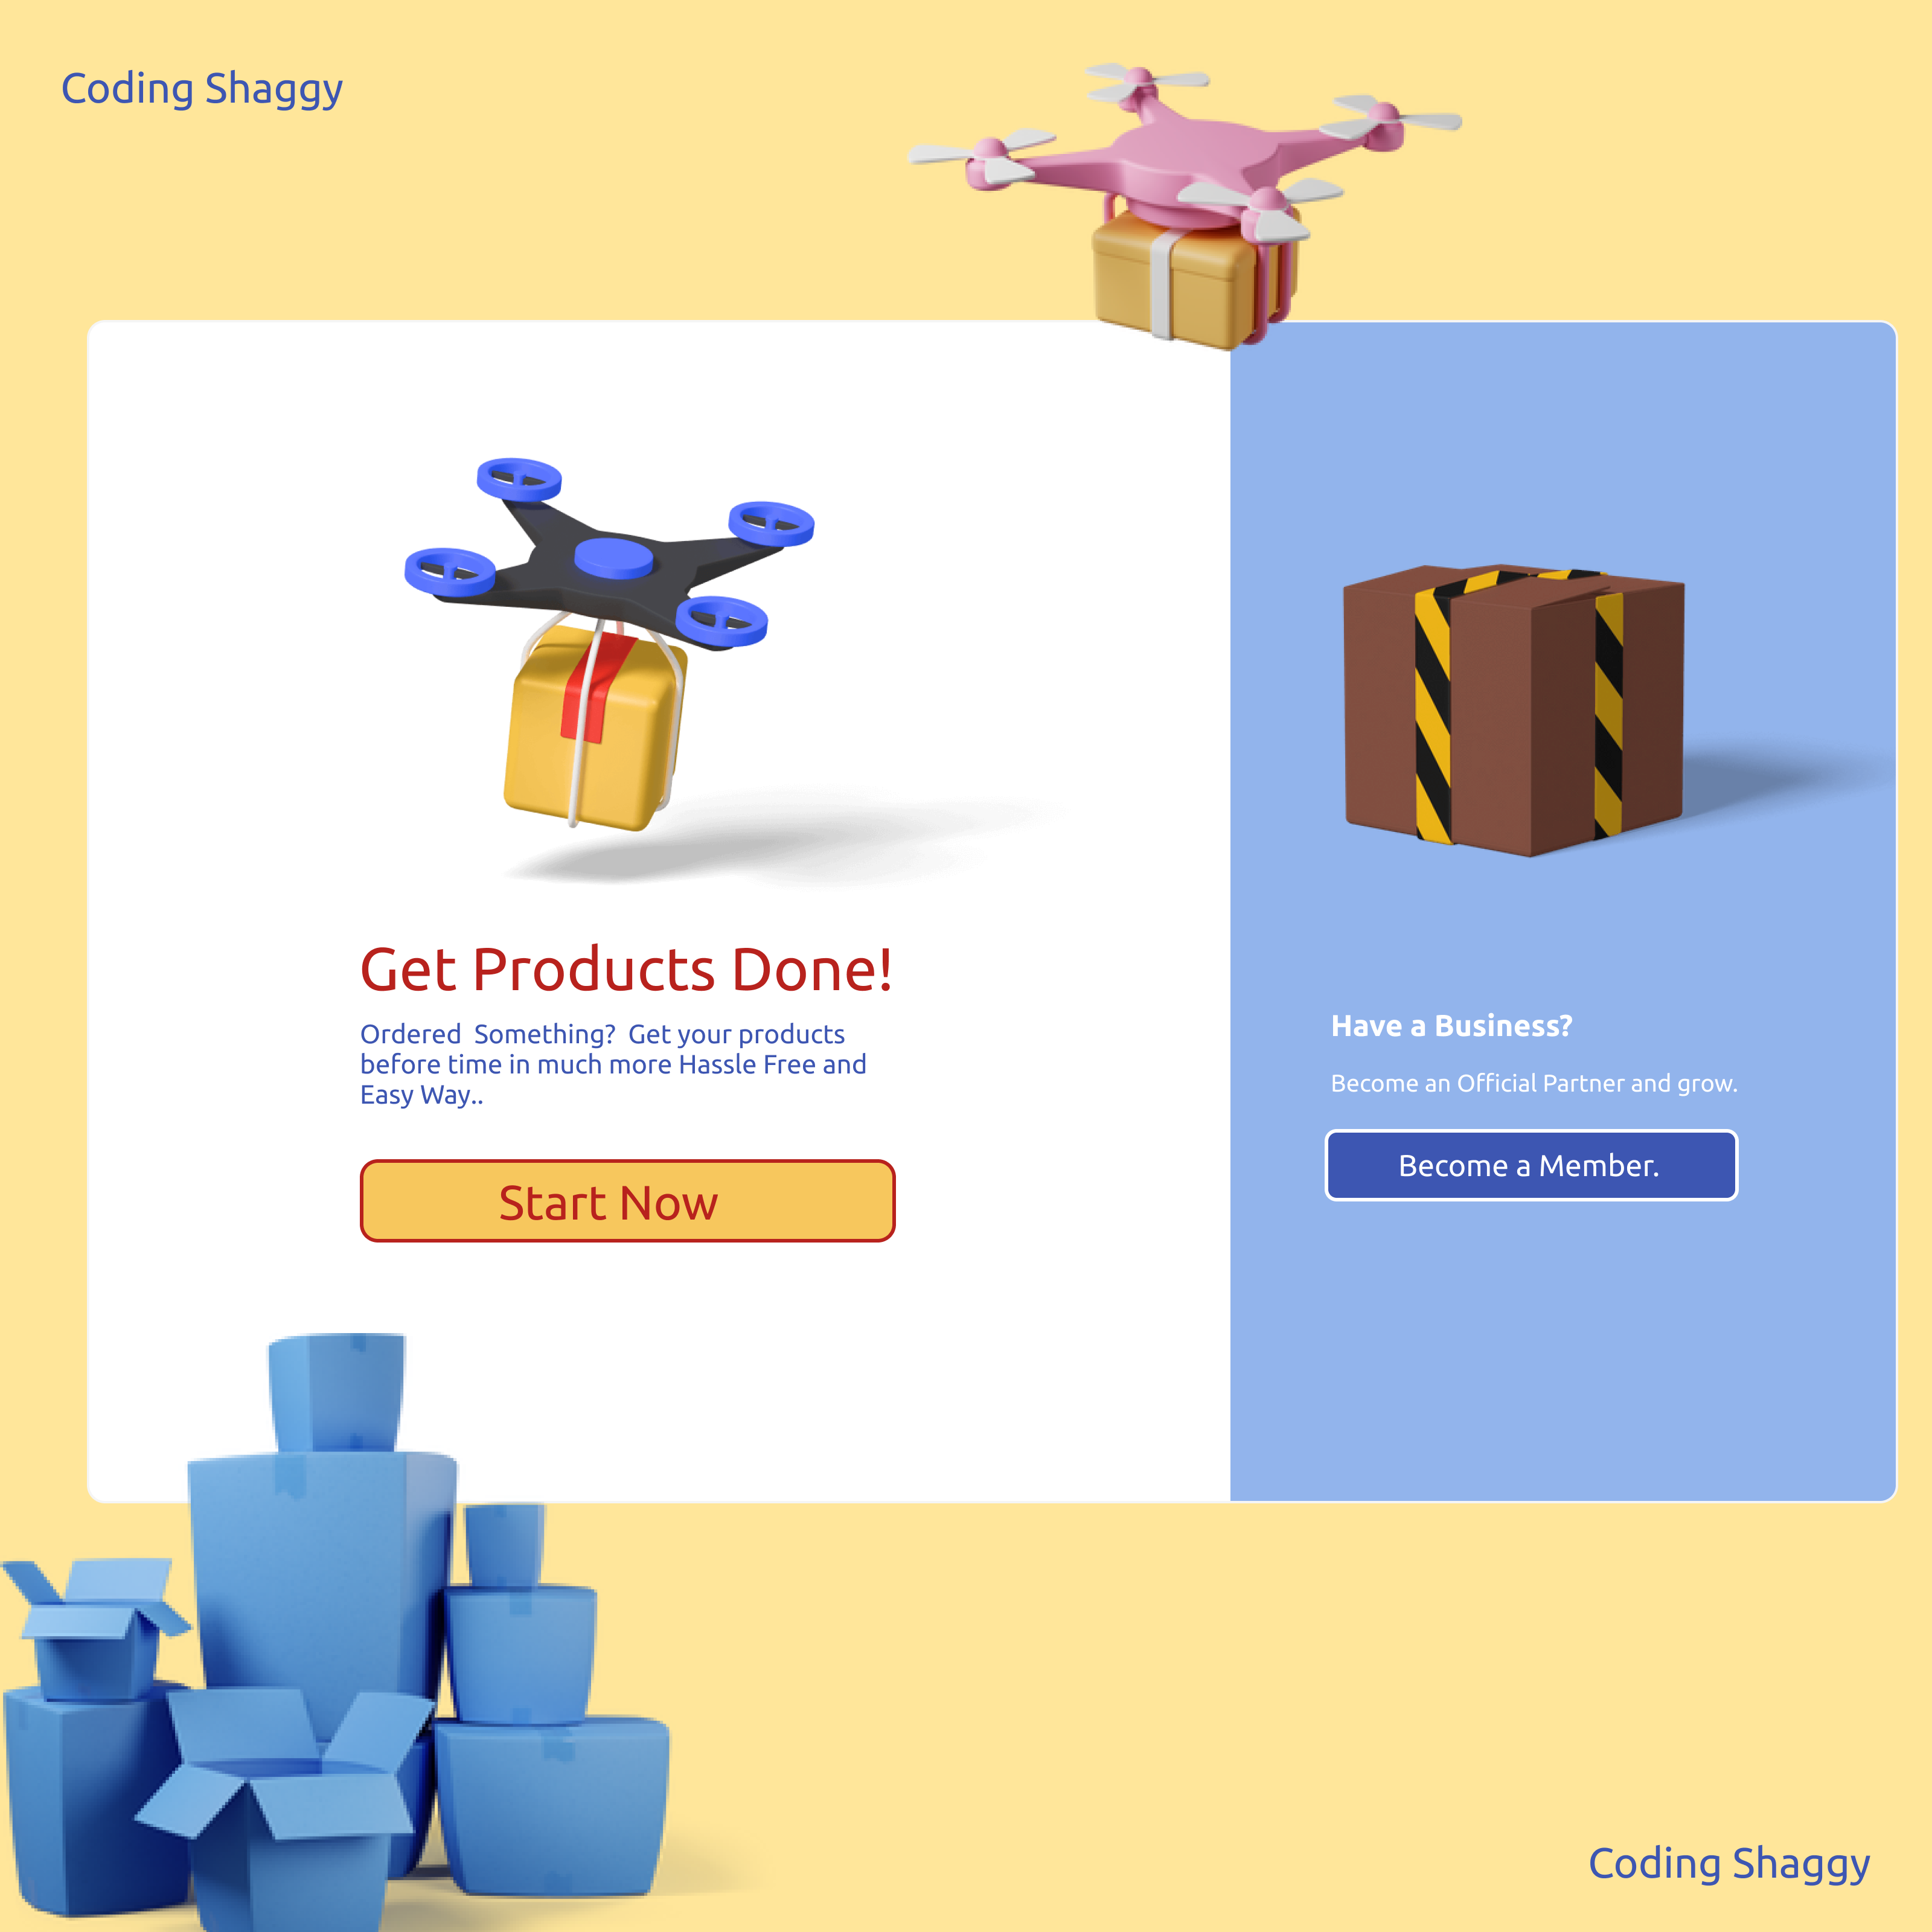 Coding Shaggy
Get Products Done!
Ordered  Something?  Get your products
before time in much more Hassle Free and
Easy Way..
Start Now
Have a Business?
Become an Official Partner and grow.
Become a Member.
Coding Shaggy